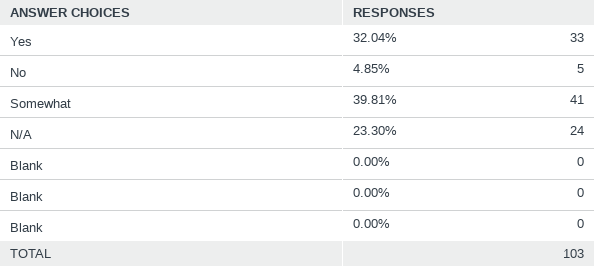 ANSWER CHOICES RESPONSES
Yes 32.04% 33
No 4.85% 5
Somewhat 39.81% 41
N/A 23.30% 24
Blank 0.00% 0
Blank 0.00% 0
Blank 0.00% 0
TOTAL 103